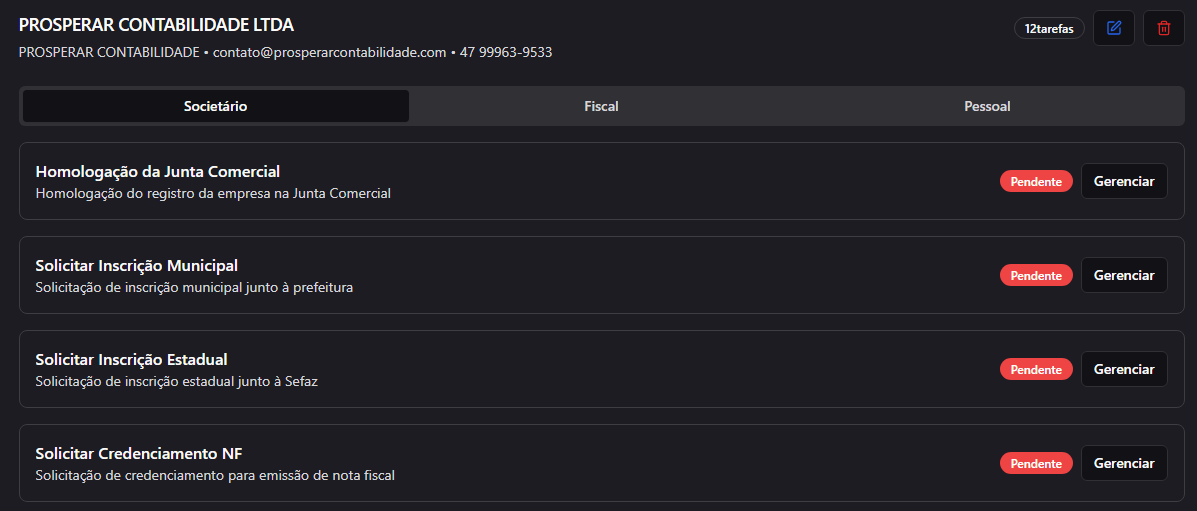 PROSPERAR CONTABILIDADE LTDA
12tarefas
PROSPERAR CONTABILIDADE • contato@prosperarcontabilidade.com • 47 99963-9533
Societário
Fiscal
Pessoal
Homologação da Junta Comercial
Homologação do registro da empresa na Junta Comercial
Pendente
Gerenciar
Solicitar Inscrição Municipal
Solicitação de inscrição municipal junto à prefeitura
Pendente
Gerenciar
Solicitar Inscrição Estadual
Solicitação de inscrição estadual junto à Sefaz
Pendente
Gerenciar
Solicitar Credenciamento NF
Solicitação de credenciamento para emissão de nota fiscal
Pendente
Gerenciar